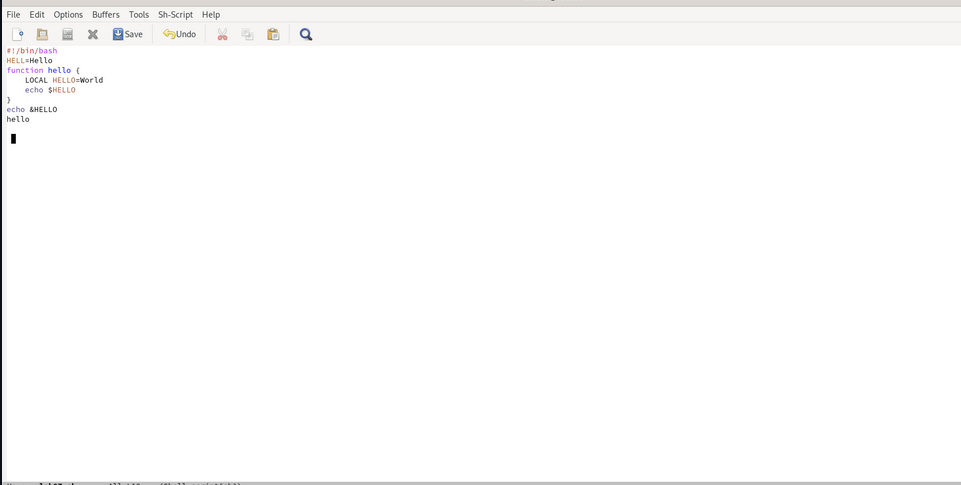 File Edit Options Buffers Tools Sh-Script Help
Save Undo
#!/bin/bash
HELL=Hello
function hello {
    LOCAL HELLO=World
    echo $HELLO
}
echo &HELLO
hello